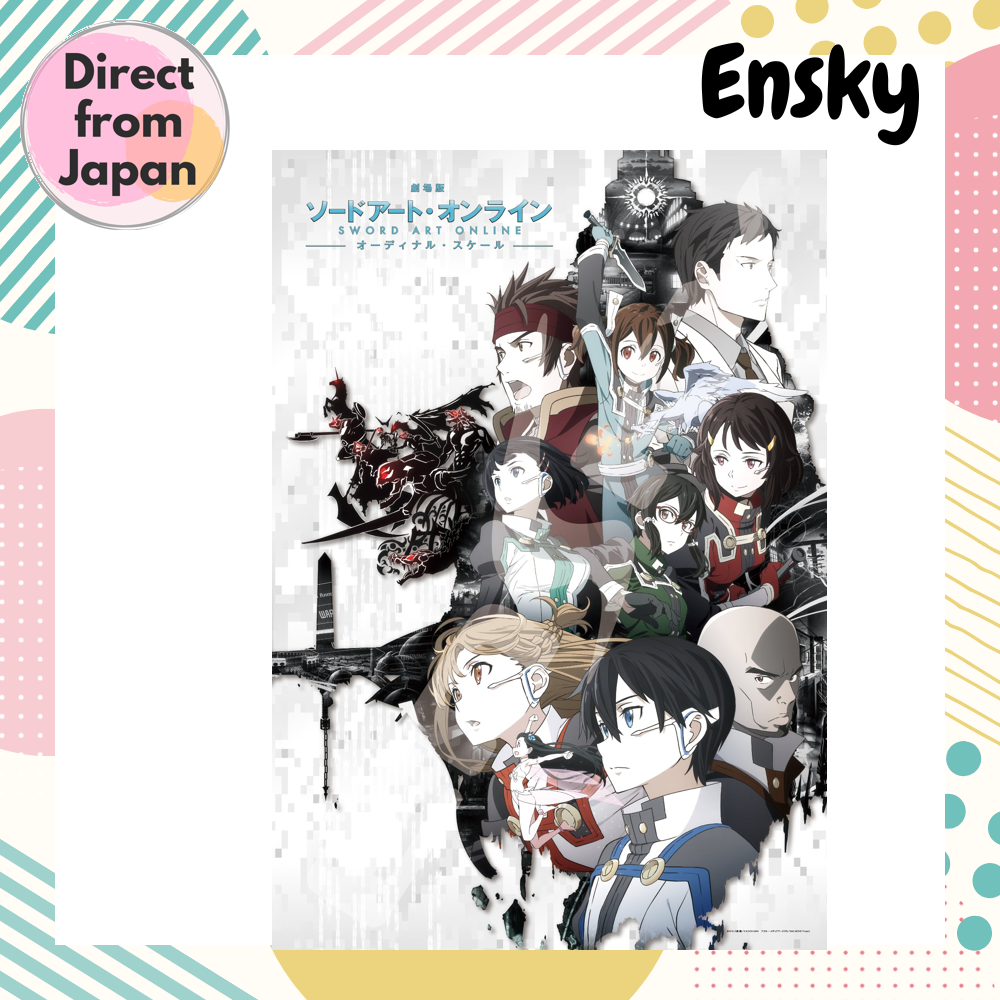 Direct
from
Japan
Ensky
劇場版
ソードアート・オンライン
SWORD ART ONLINE
オーディナル・スケール